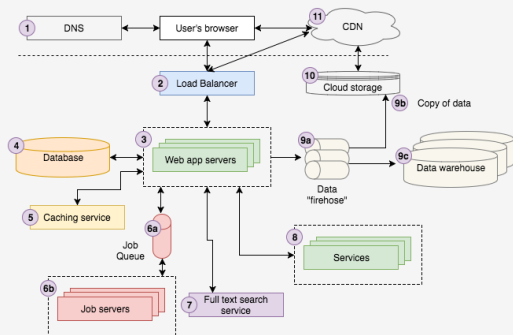 1
DNS
User's browser
11
CDN
2
Load Balancer
10
Cloud storage
9b
Copy of data
3
Web app servers
4
Database
9a
Data
"firehose"
9c
Data warehouse
5
Caching service
6a
Job
Queue
8
Services
6b
Job servers
7
Full text search
service